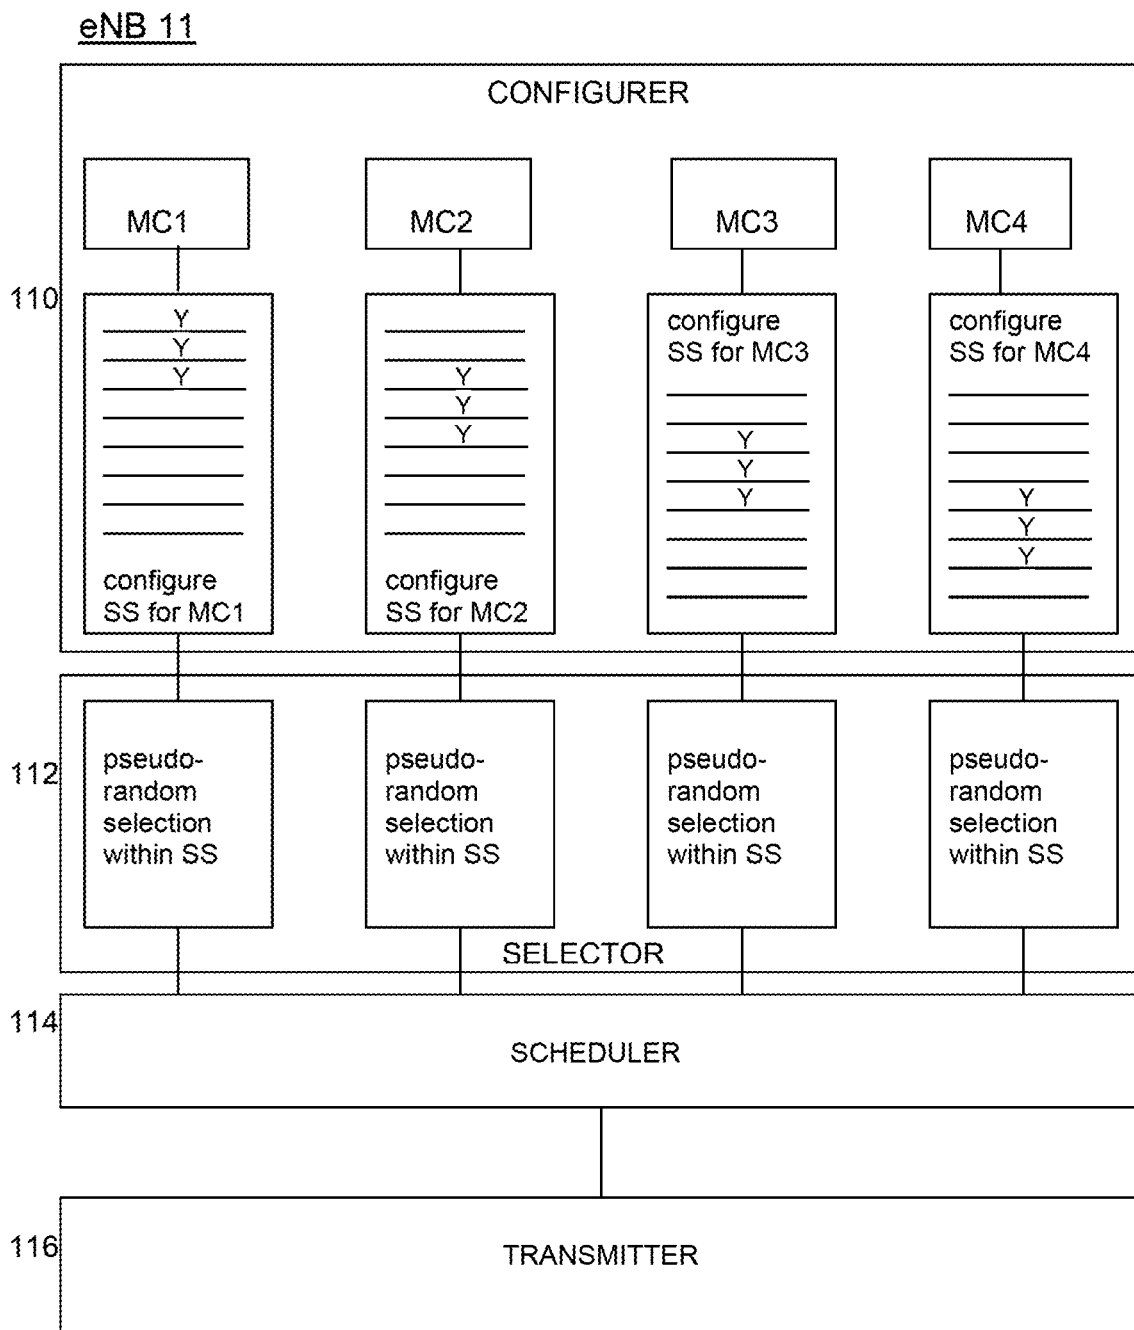 eNB 11
CONFIGURER
MC1 MC2 MC3 MC4
110
Y
Y
Y
configure
SS for MC1
Y
Y
Y
configure
SS for MC2
configure
SS for MC3
Y
Y
Y
configure
SS for MC4
Y
Y
Y
112
pseudo-
random
selection
within SS
pseudo-
random
selection
within SS
pseudo-
random
selection
within SS
pseudo-
random
selection
within SS
SELECTOR
114
SCHEDULER
116
TRANSMITTER